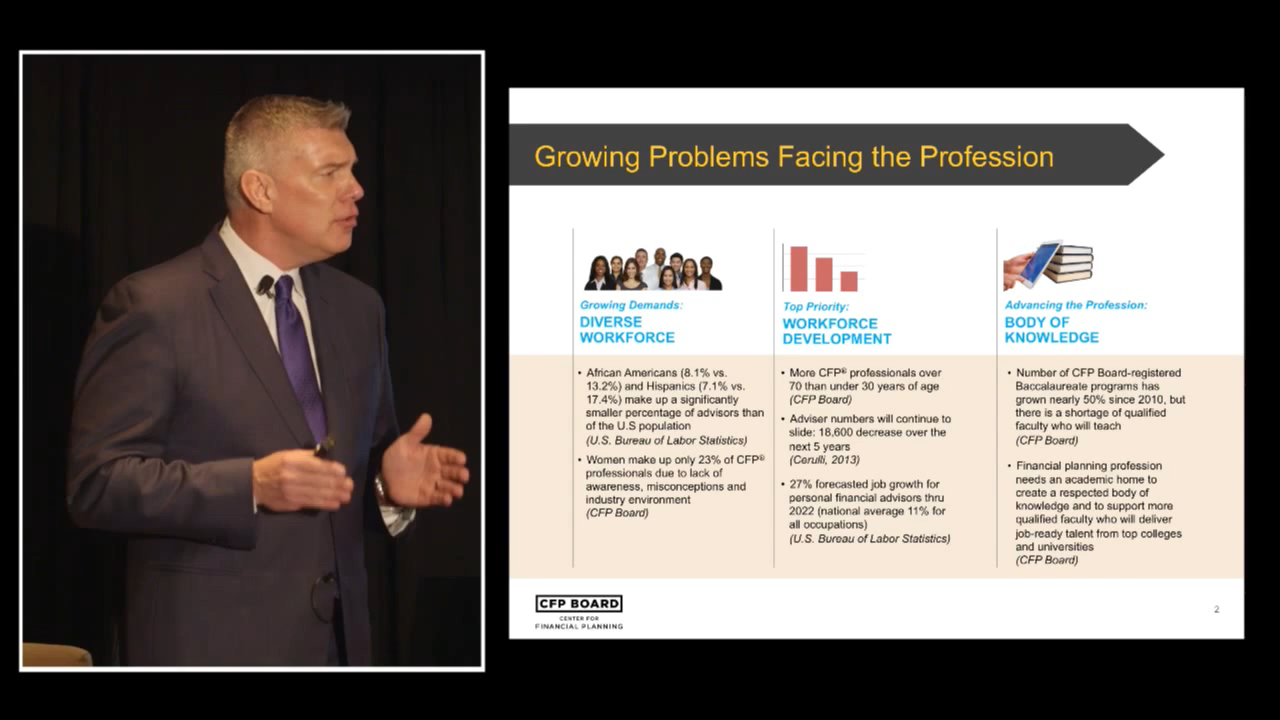 Growing Problems Facing the Profession
Growing Demands:
DIVERSE
WORKFORCE
• African Americans (8.1% vs.
13.2%) and Hispanics (7.1% vs.
17.4%) make up a significantly
smaller percentage of advisors than
of the U.S population
(U.S. Bureau of Labor Statistics)
• Women make up only 23% of CFP®
professionals due to lack of
awareness, misconceptions and
industry environment
(CFP Board)
Top Priority:
WORKFORCE
DEVELOPMENT
• More CFP® professionals over
70 than under 30 years of age
(CFP Board)
• Adviser numbers will continue to
slide: 18,600 decrease over the
next 5 years
(Cerulli, 2013)
• 27% forecasted job growth for
personal financial advisors thru
2022 (national average 11% for
all occupations)
(U.S. Bureau of Labor Statistics)
Advancing the Profession:
BODY OF
KNOWLEDGE
• Number of CFP Board-registered
Baccalaureate programs has
grown nearly 50% since 2010, but
there is a shortage of qualified
faculty who will teach
(CFP Board)
• Financial planning profession
needs an academic home to
create a respected body of
knowledge and to support more
qualified faculty who will deliver
job-ready talent from top colleges
and universities
(CFP Board)
CFP BOARD
CENTER FOR
FINANCIAL PLANNING
2